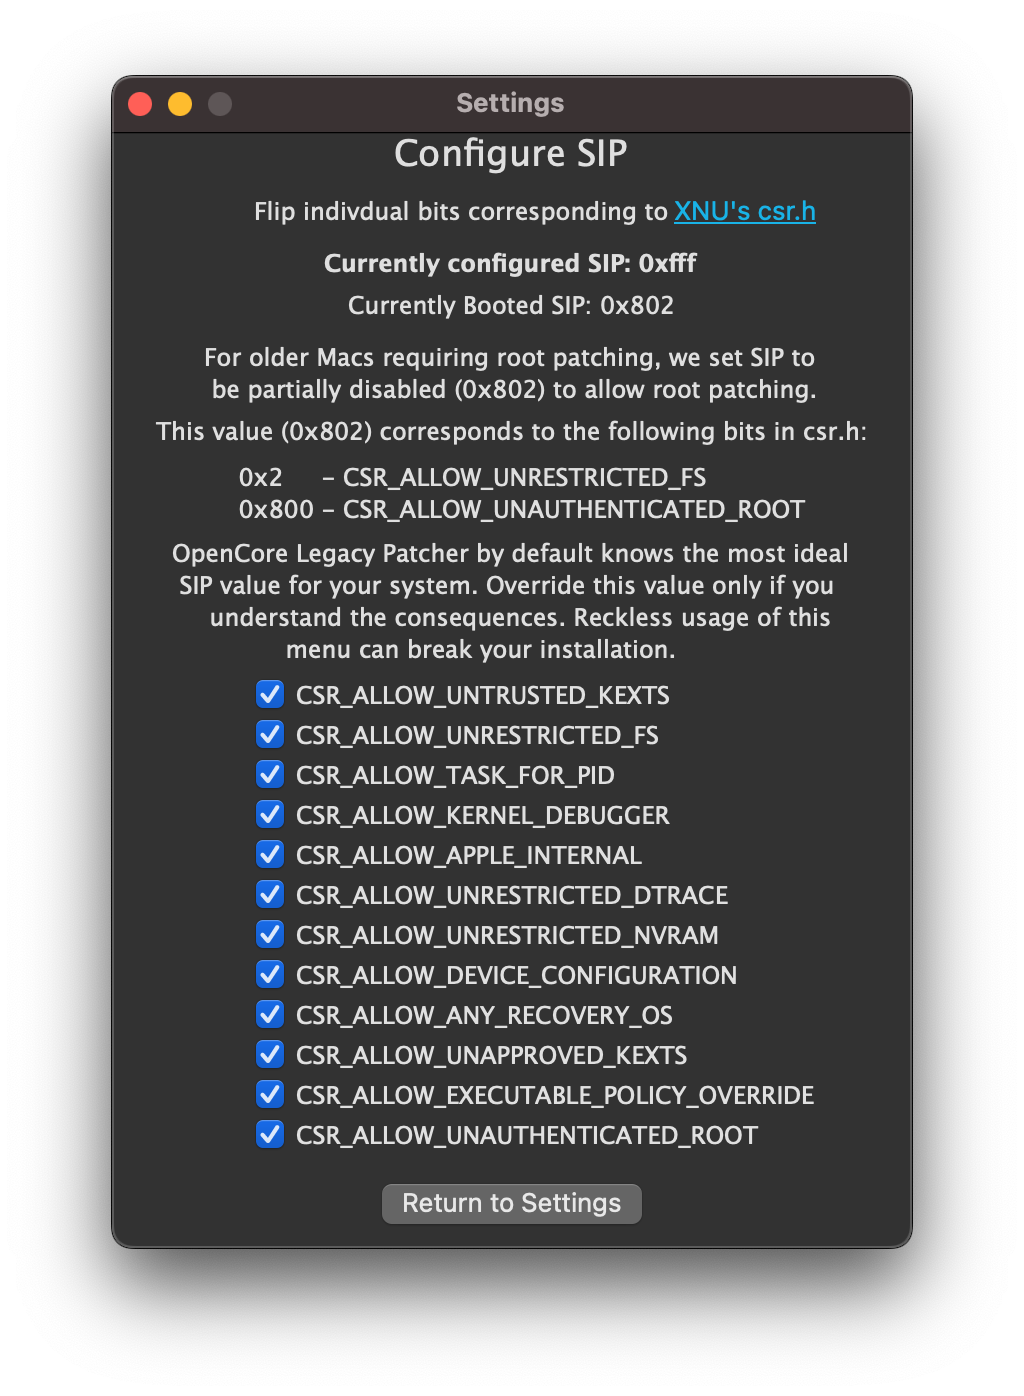 Settings
Configure SIP
Flip indivdual bits corresponding to XNU's csr.h
Currently configured SIP: 0xfff
Currently Booted SIP: 0x802
For older Macs requiring root patching, we set SIP to
be partially disabled (0x802) to allow root patching.
This value (0x802) corresponds to the following bits in csr.h:
0x2 – CSR_ALLOW_UNRESTRICTED_FS
0x800 – CSR_ALLOW_UNAUTHENTICATED_ROOT
OpenCore Legacy Patcher by default knows the most ideal
SIP value for your system. Override this value only if you
understand the consequences. Reckless usage of this
menu can break your installation.
CSR_ALLOW_UNTRUSTED_KEXTS
CSR_ALLOW_UNRESTRICTED_FS
CSR_ALLOW_TASK_FOR_PID
CSR_ALLOW_KERNEL_DEBUGGER
CSR_ALLOW_APPLE_INTERNAL
CSR_ALLOW_UNRESTRICTED_DTRACE
CSR_ALLOW_UNRESTRICTED_NVRAM
CSR_ALLOW_DEVICE_CONFIGURATION
CSR_ALLOW_ANY_RECOVERY_OS
CSR_ALLOW_UNAPPROVED_KEXTS
CSR_ALLOW_EXECUTABLE_POLICY_OVERRIDE
CSR_ALLOW_UNAUTHENTICATED_ROOT
Return to Settings